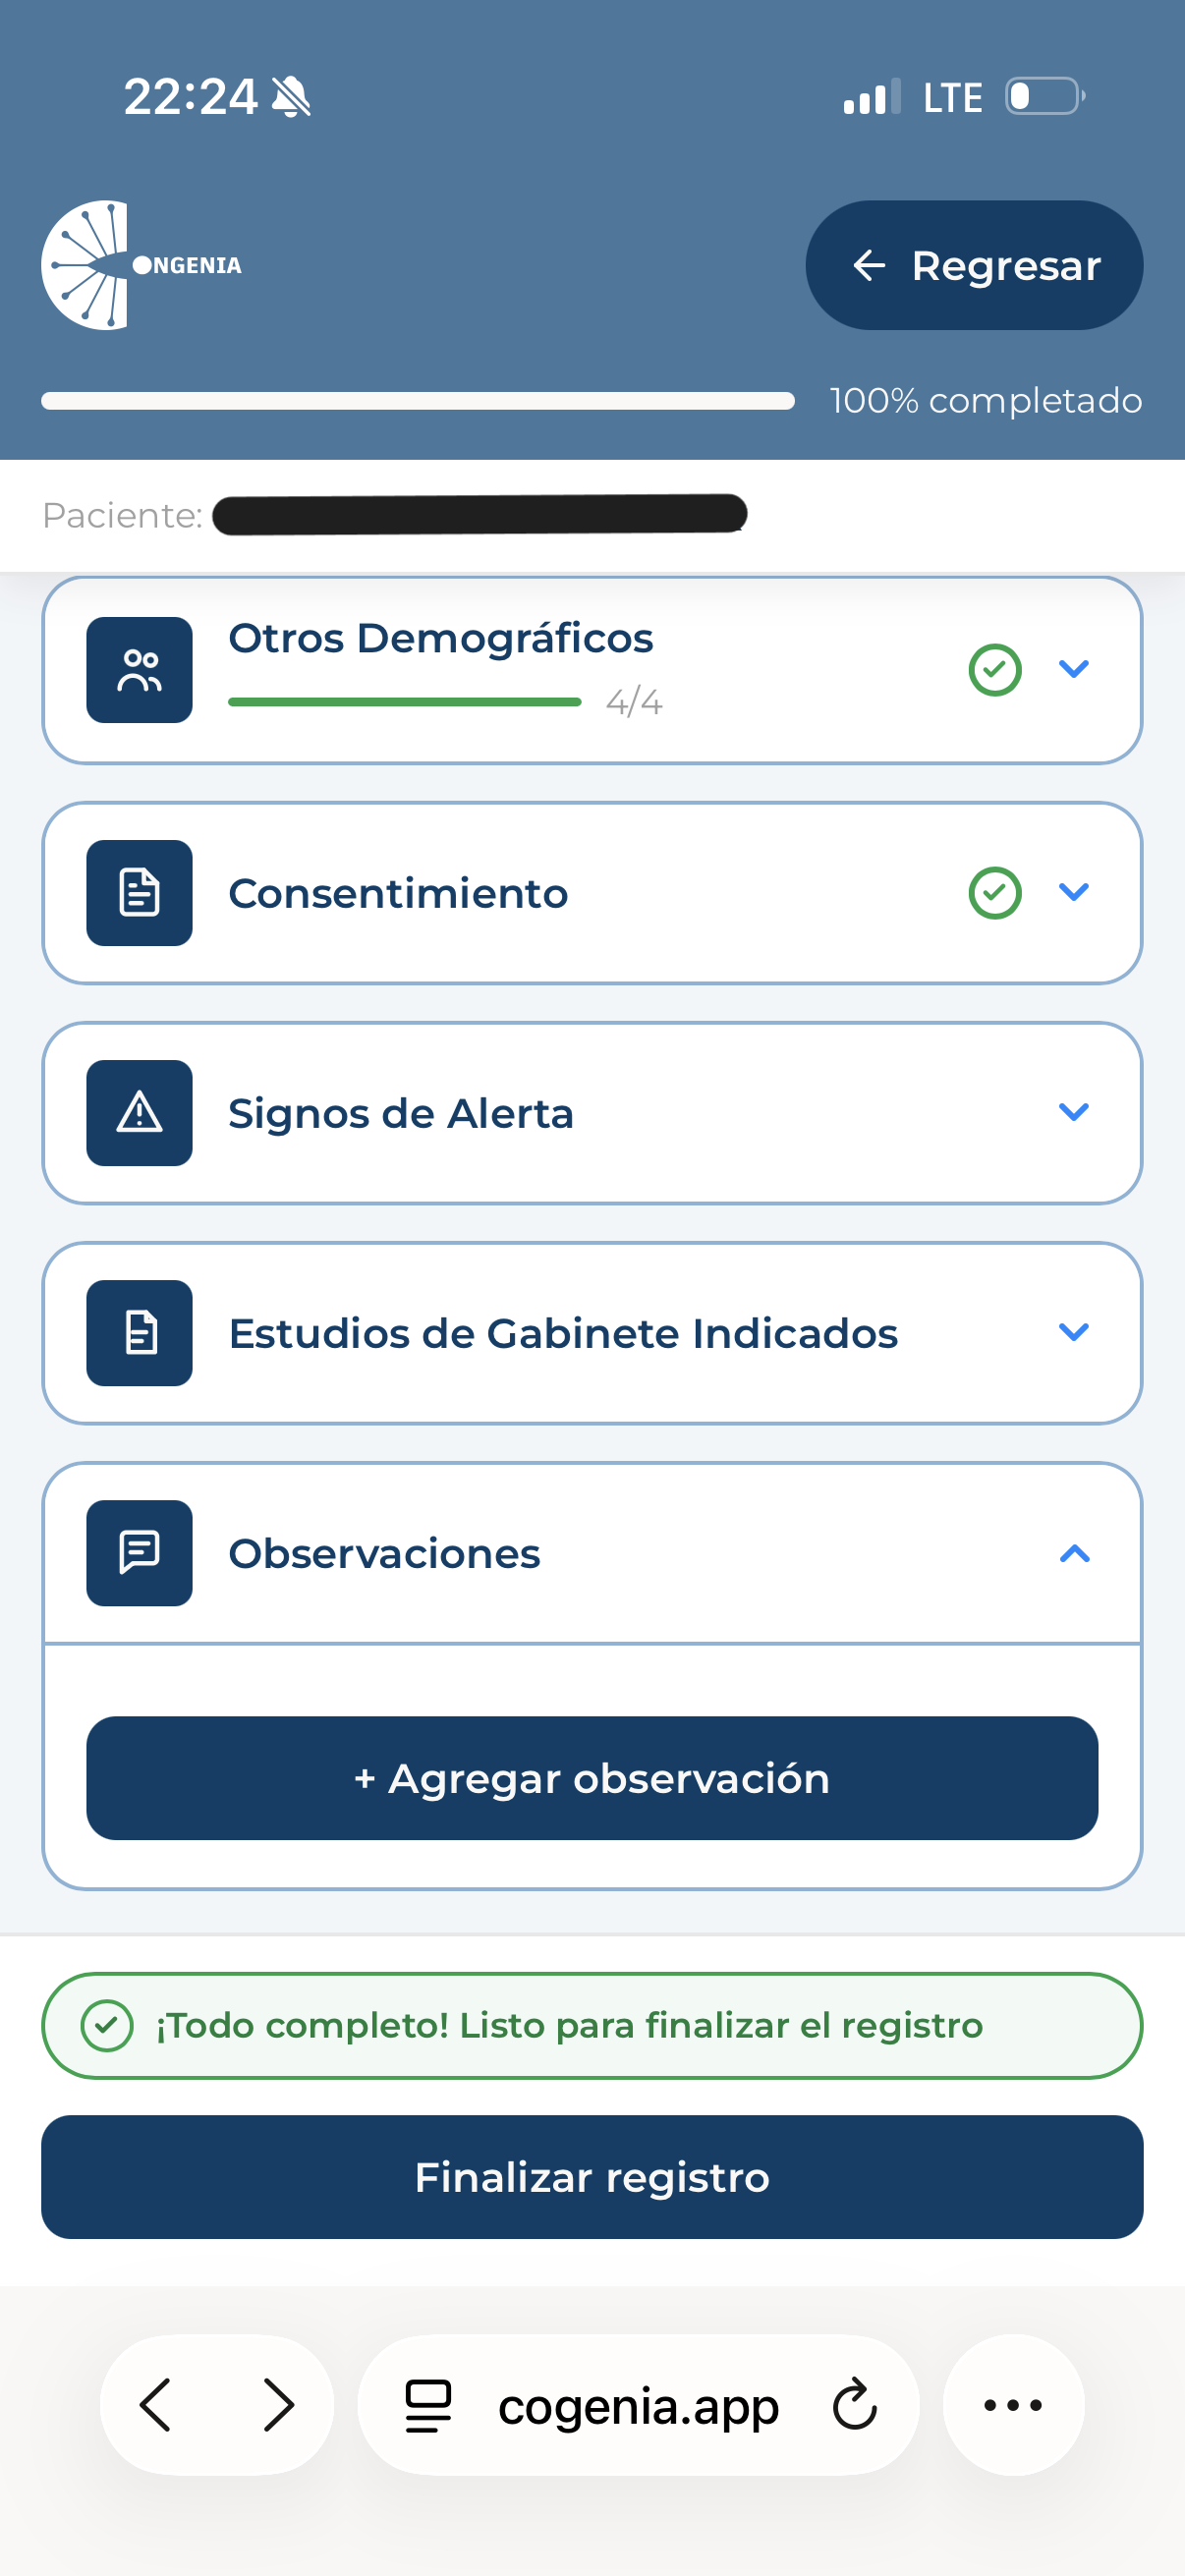 22:24
LTE
ONGENIA
← Regresar
100% completado
Paciente:
Otros Demográficos
4/4
Consentimiento
Signos de Alerta
Estudios de Gabinete Indicados
Observaciones
+ Agregar observación
¡Todo completo! Listo para finalizar el registro
Finalizar registro
cogenia.app